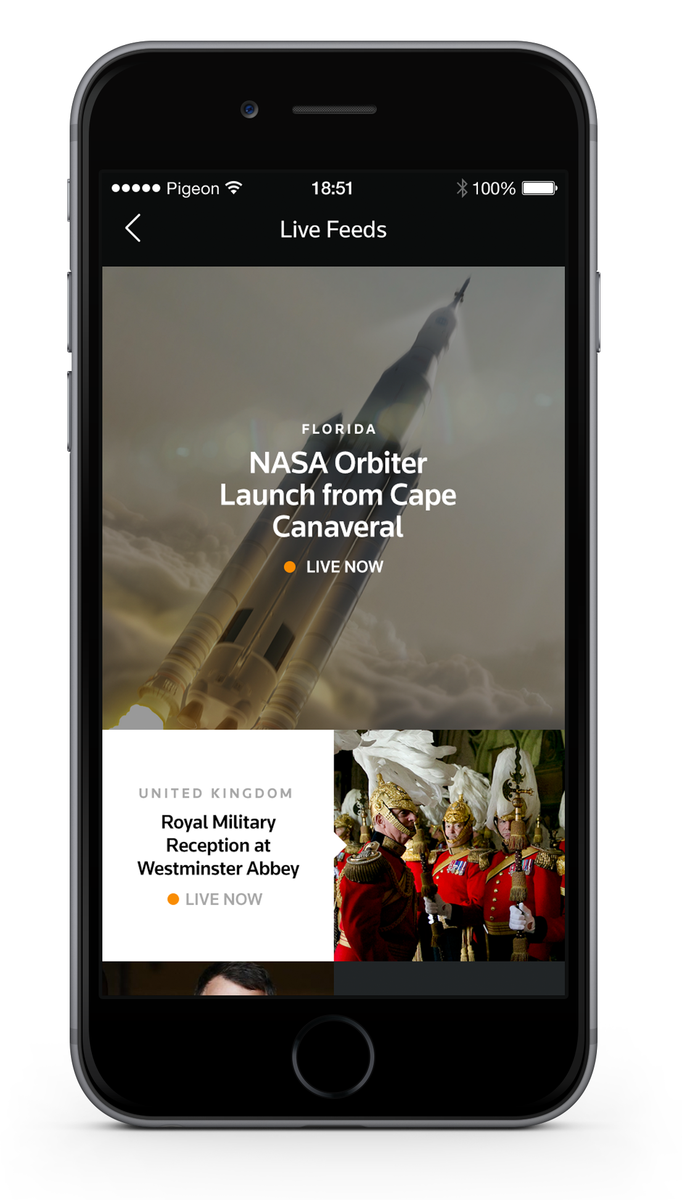 Pigeon 18:51 100%
Live Feeds
FLORIDA
NASA Orbiter
Launch from Cape
Canaveral
LIVE NOW
UNITED KINGDOM
Royal Military
Reception at
Westminster Abbey
LIVE NOW